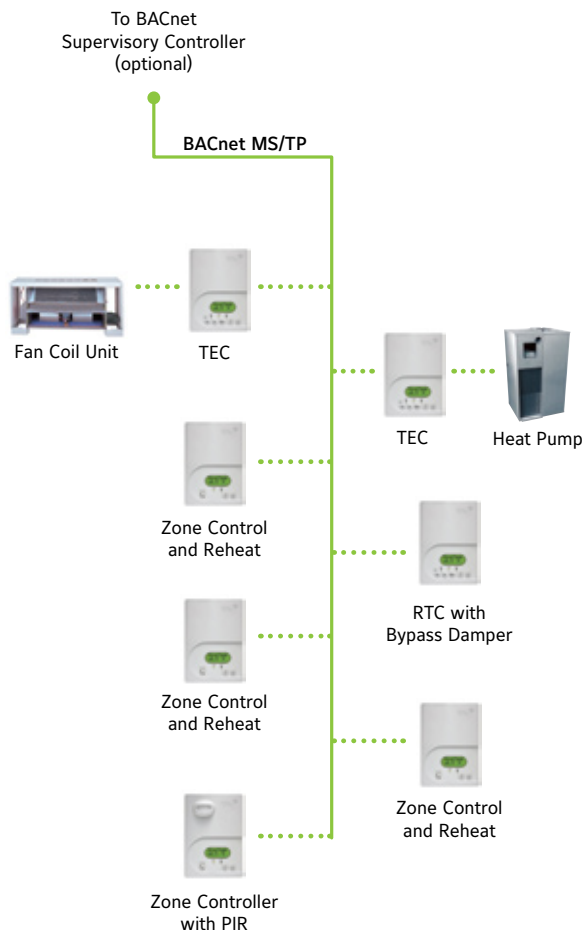 To BACnet
Supervisory Controller
(optional)
BACnet MS/TP
Fan Coil Unit
TEC
TEC
Heat Pump
Zone Control
and Reheat
RTC with
Bypass Damper
Zone Control
and Reheat
Zone Control
and Reheat
Zone Controller
with PIR